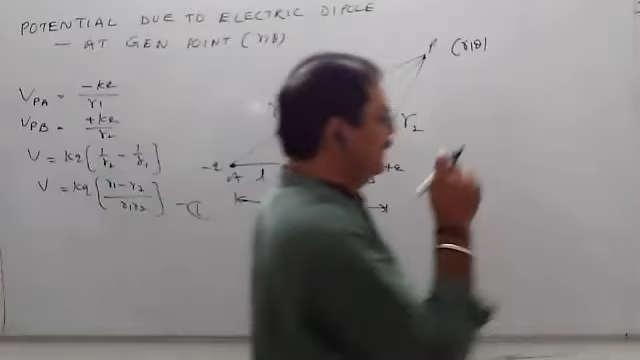 POTENTIAL DUE TO ELECTRIC DIPOLE
- AT GEN POINT (r,θ)
P (r,θ)
V_PA = -kq/r1
V_PB = +kq/r2
r2
V = kq(1/r2 - 1/r1)
-q
A
l
+q
V = kq(r1-r2/r1r2)